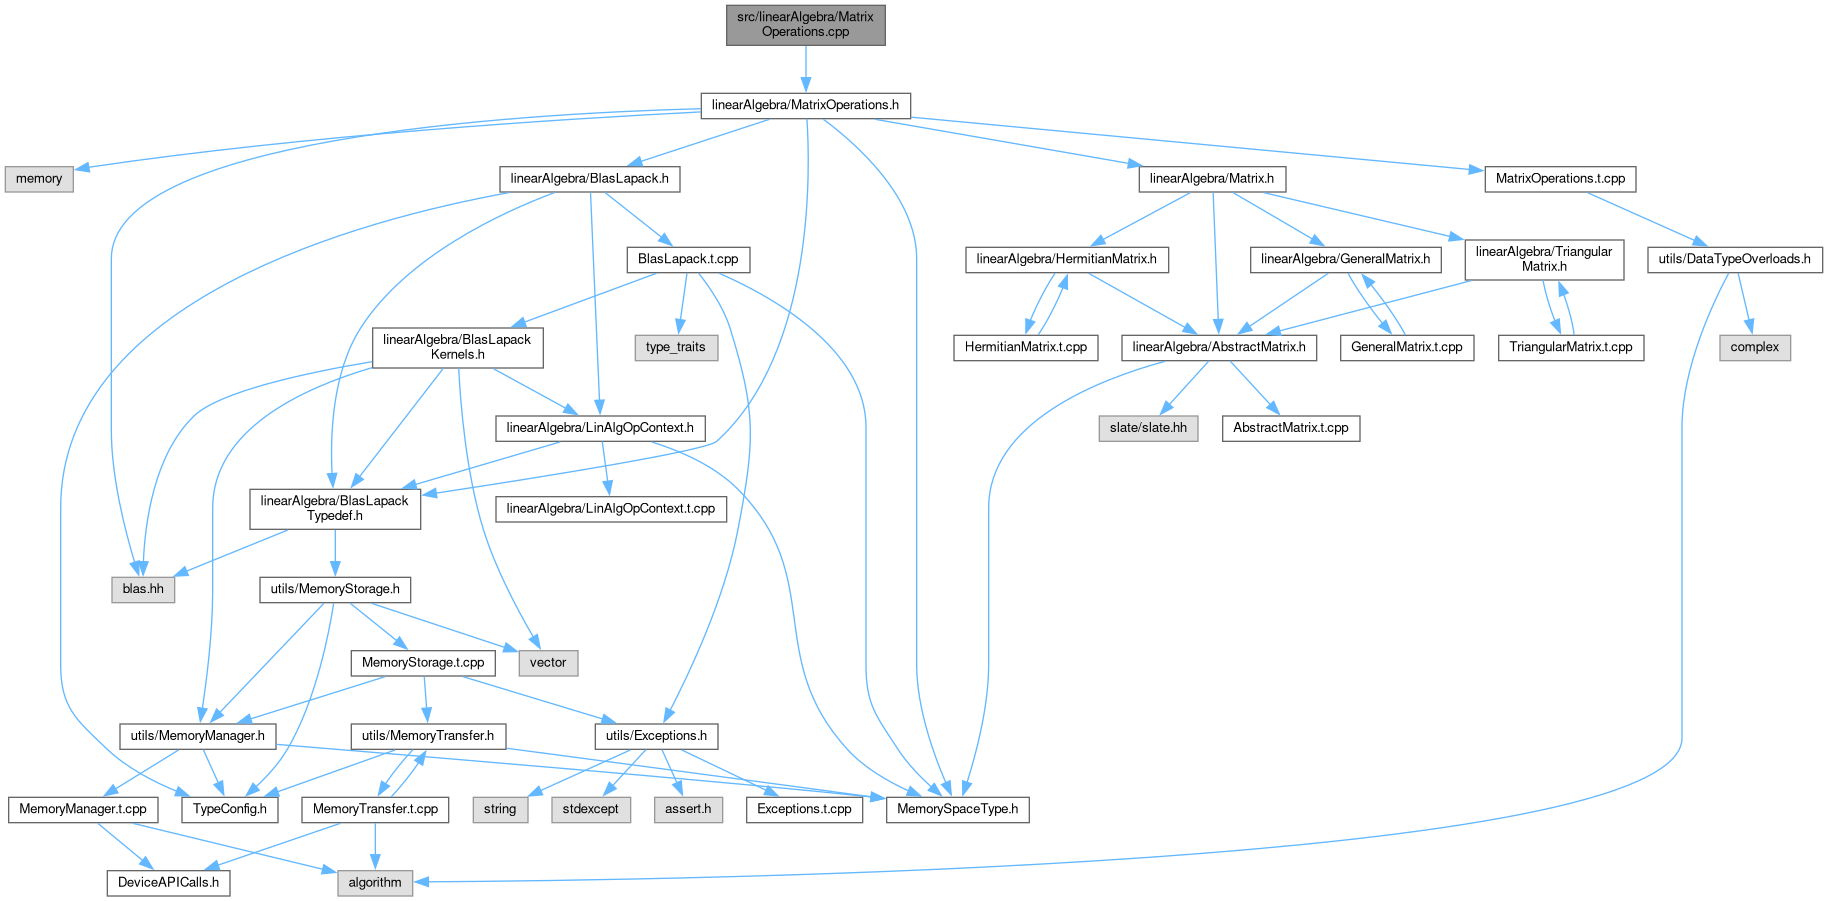 src/linearAlgebra/Matrix
Operations.cpp
linearAlgebra/MatrixOperations.h
memory
linearAlgebra/BlasLapack.h
linearAlgebra/Matrix.h
MatrixOperations.t.cpp
BlasLapack.t.cpp
linearAlgebra/HermitianMatrix.h
linearAlgebra/GeneralMatrix.h
linearAlgebra/Triangular
Matrix.h
utils/DataTypeOverloads.h
linearAlgebra/BlasLapack
Kernels.h
type_traits
HermitianMatrix.t.cpp
linearAlgebra/AbstractMatrix.h
GeneralMatrix.t.cpp
TriangularMatrix.t.cpp
complex
linearAlgebra/LinAlgOpContext.h
slate/slate.hh
AbstractMatrix.t.cpp
linearAlgebra/BlasLapack
Typedef.h
linearAlgebra/LinAlgOpContext.t.cpp
blas.hh
utils/MemoryStorage.h
MemoryStorage.t.cpp
vector
utils/MemoryManager.h
utils/MemoryTransfer.h
utils/Exceptions.h
MemoryManager.t.cpp
TypeConfig.h
MemoryTransfer.t.cpp
string
stdexcept
assert.h
Exceptions.t.cpp
MemorySpaceType.h
DeviceAPICalls.h
algorithm